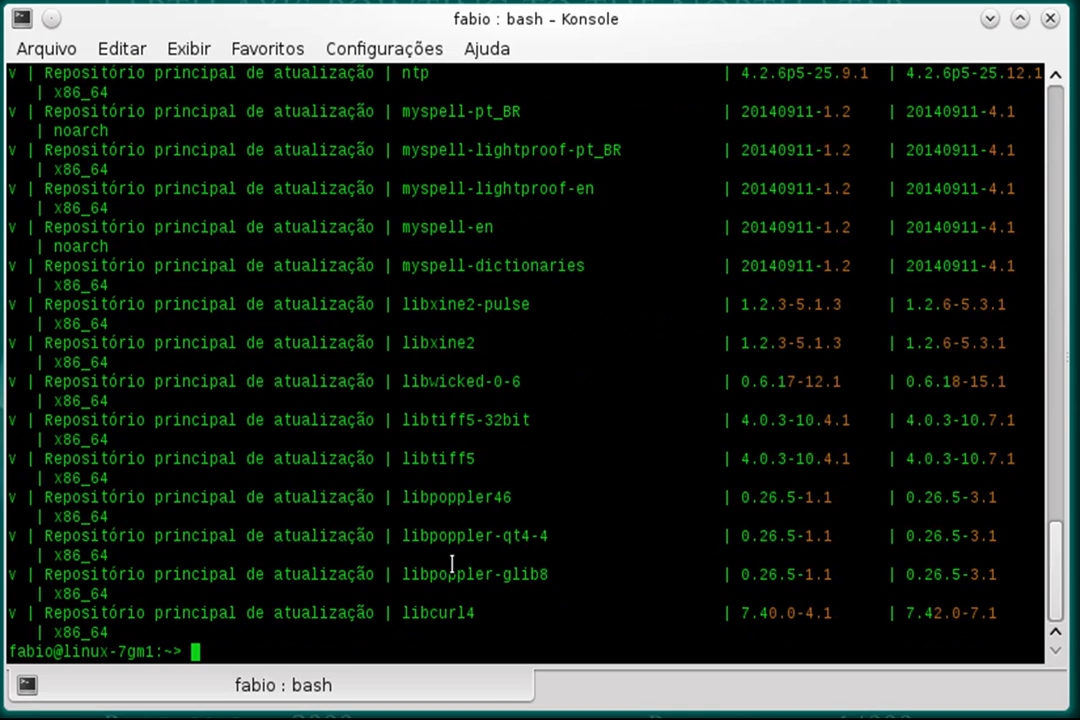 fabio : bash – Konsole
Arquivo Editar Exibir Favoritos Configurações Ajuda
v | Repositório principal de atualização | ntp | 4.2.6p5-25.9.1 | 4.2.6p5-25.12.1
| x86_64
v | Repositório principal de atualização | myspell-pt_BR | 20140911-1.2 | 20140911-4.1
| noarch
v | Repositório principal de atualização | myspell-lightproof-pt_BR | 20140911-1.2 | 20140911-4.1
| x86_64
v | Repositório principal de atualização | myspell-lightproof-en | 20140911-1.2 | 20140911-4.1
| x86_64
v | Repositório principal de atualização | myspell-en | 20140911-1.2 | 20140911-4.1
| noarch
v | Repositório principal de atualização | myspell-dictionaries | 20140911-1.2 | 20140911-4.1
| x86_64
v | Repositório principal de atualização | libxine2-pulse | 1.2.3-5.1.3 | 1.2.6-5.3.1
| x86_64
v | Repositório principal de atualização | libxine2 | 1.2.3-5.1.3 | 1.2.6-5.3.1
| x86_64
v | Repositório principal de atualização | libwicked-0-6 | 0.6.17-12.1 | 0.6.18-15.1
| x86_64
v | Repositório principal de atualização | libtiff5-32bit | 4.0.3-10.4.1 | 4.0.3-10.7.1
| x86_64
v | Repositório principal de atualização | libtiff5 | 4.0.3-10.4.1 | 4.0.3-10.7.1
| x86_64
v | Repositório principal de atualização | libpoppler46 | 0.26.5-1.1 | 0.26.5-3.1
| x86_64
v | Repositório principal de atualização | libpoppler-qt4-4 | 0.26.5-1.1 | 0.26.5-3.1
| x86_64
v | Repositório principal de atualização | libpoppler-glib8 | 0.26.5-1.1 | 0.26.5-3.1
| x86_64
v | Repositório principal de atualização | libcurl4 | 7.40.0-4.1 | 7.42.0-7.1
| x86_64
fabio@linux-7gm1:~>
fabio : bash